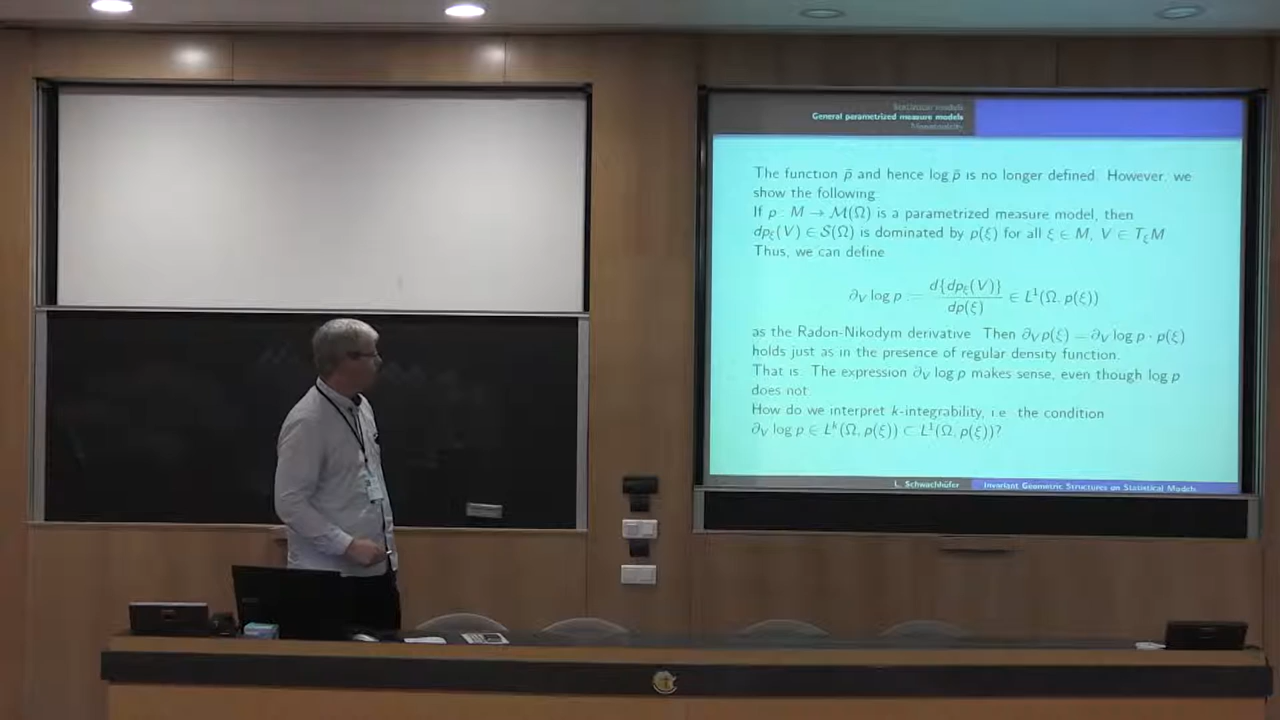 Statistical models
General parametrized measure models
Monotonicity
The function p̄ and hence log p̄ is no longer defined. However, we
show the following
If p : M → M(Ω) is a parametrized measure model, then
dp_ξ(V) ∈ S(Ω) is dominated by p(ξ) for all ξ ∈ M, V ∈ T_ξM
Thus, we can define
∂_V log p := d{dp_ξ(V)} / dp(ξ) ∈ L¹(Ω, p(ξ))
as the Radon-Nikodym derivative. Then ∂_V p(ξ) = ∂_V log p · p(ξ)
holds just as in the presence of regular density function.
That is: The expression ∂_V log p makes sense, even though log p
does not.
How do we interpret k-integrability, i.e. the condition
∂_V log p ∈ Lᵏ(Ω, p(ξ)) ⊂ L¹(Ω, p(ξ))?
L. Schwachhöfer Invariant Geometric Structures on Statistical Models